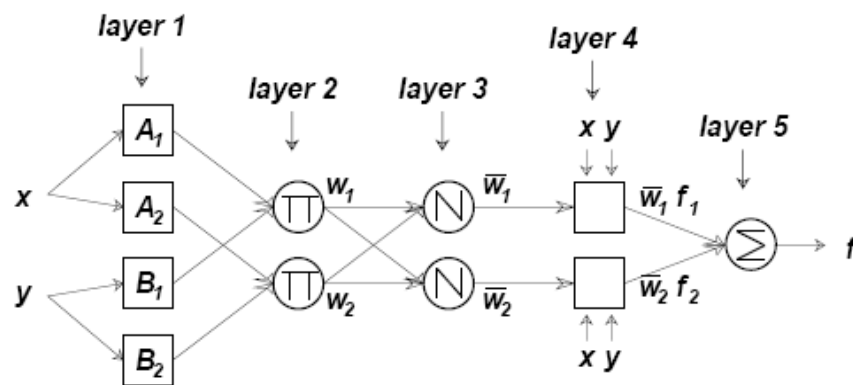 layer 1
layer 2
layer 3
layer 4
layer 5
x
y
A₁
A₂
B₁
B₂
Π
Π
w₁
w₂
N
N
w̅₁
w̅₂
x y
x y
w̅₁ f₁
w̅₂ f₂
Σ
f